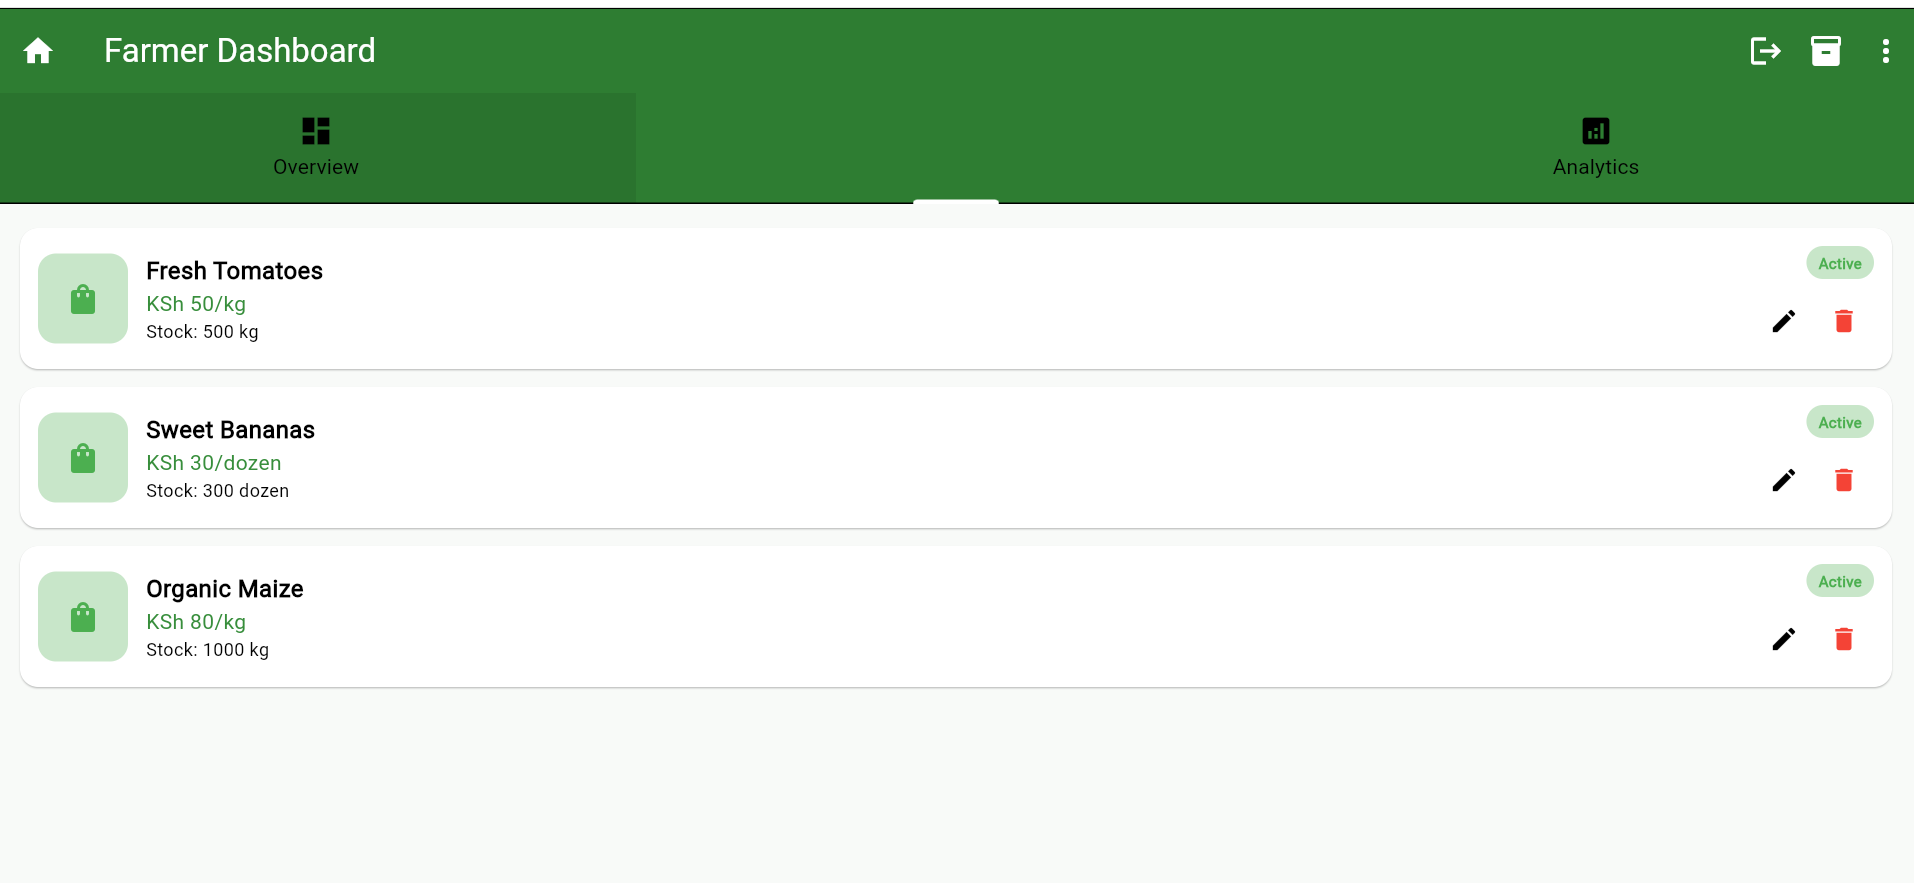 Farmer Dashboard
Overview
Analytics
Fresh Tomatoes
KSh 50/kg
Stock: 500 kg
Active
Sweet Bananas
KSh 30/dozen
Stock: 300 dozen
Active
Organic Maize
KSh 80/kg
Stock: 1000 kg
Active